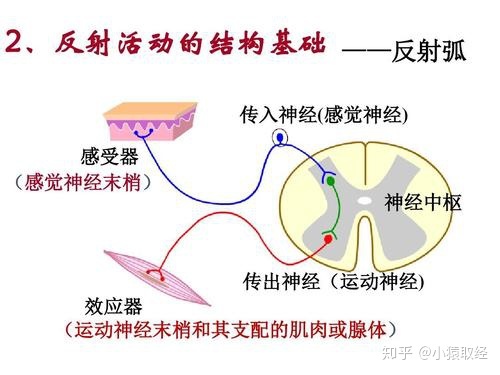 2、反射活动的结构基础 ——反射弧
传入神经(感觉神经)
感受器
（感觉神经末梢）
神经中枢
传出神经（运动神经）
效应器
（运动神经末梢和其支配的肌肉或腺体）
知乎 @小猿取经